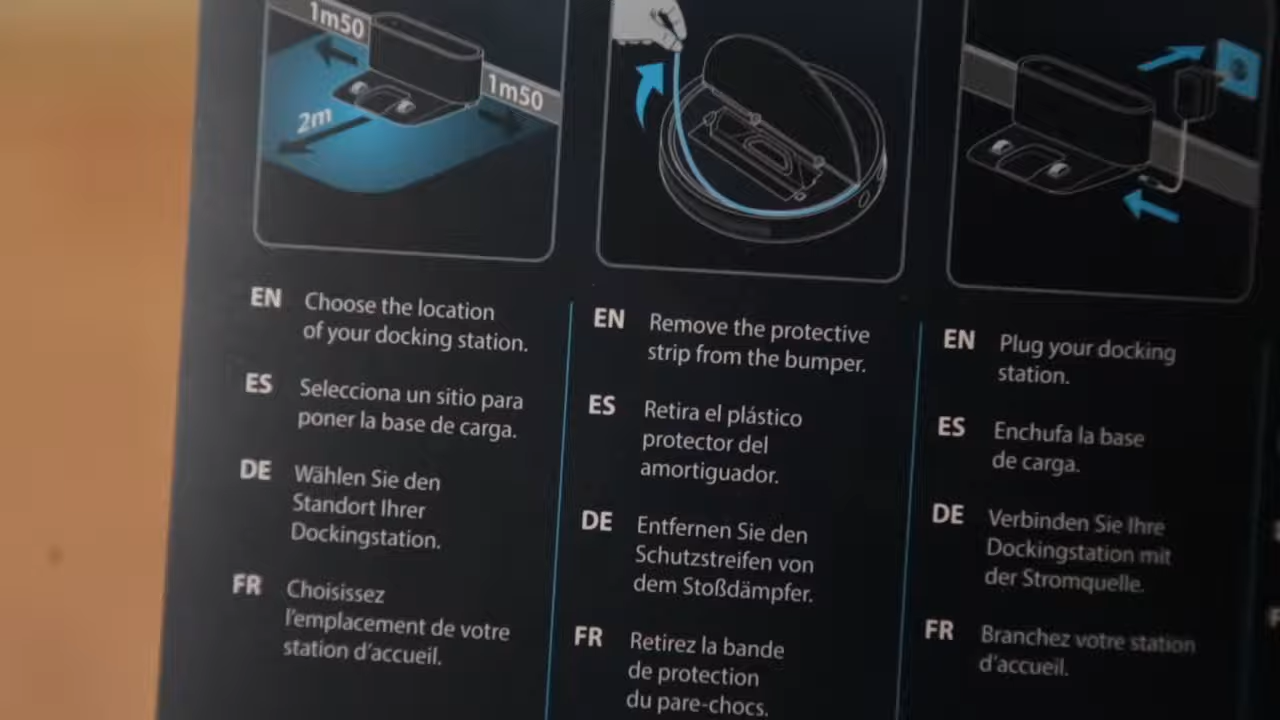 1m50
1m50
2m
EN Choose the location
of your docking station.
ES Selecciona un sitio para
poner la base de carga.
DE Wählen Sie den
Standort Ihrer
Dockingstation.
FR Choisissez
l'emplacement de votre
station d'accueil.
EN Remove the protective
strip from the bumper.
ES Retira el plástico
protector del
amortiguador.
DE Entfernen Sie den
Schutzstreifen von
dem Stoßdämpfer.
FR Retirez la bande
de protection
du pare-chocs.
EN Plug your docking
station.
ES Enchufa la base
de carga.
DE Verbinden Sie Ihre
Dockingstation mit
der Stromquelle.
FR Branchez votre station
d'accueil.